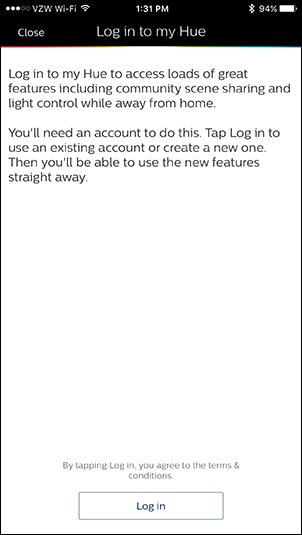 VZW Wi-Fi 1:31 PM 94%
Close Log in to my Hue
Log in to my Hue to access loads of great
features including community scene sharing and
light control while away from home.
You'll need an account to do this. Tap Log in to
use an existing account or create a new one.
Then you'll be able to use the new features
straight away.
By tapping Log in, you agree to the terms &
conditions.
Log in